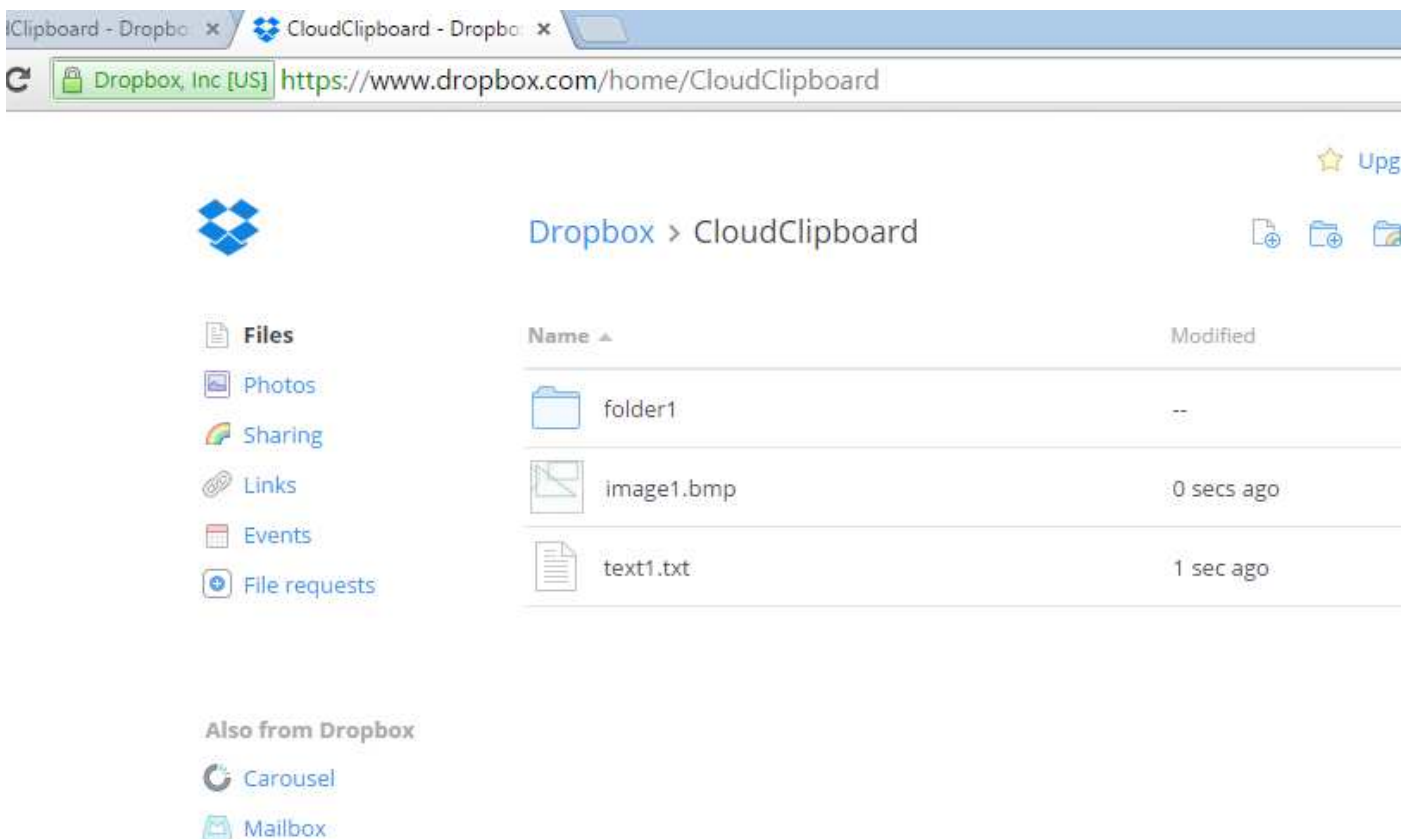 lClipboard - Dropbo CloudClipboard - Dropbo
Dropbox, Inc [US] https://www.dropbox.com/home/CloudClipboard
Upg
Dropbox > CloudClipboard
Files
Photos
Sharing
Links
Events
File requests
Name Modified
folder1 --
image1.bmp 0 secs ago
text1.txt 1 sec ago
Also from Dropbox
Carousel
Mailbox